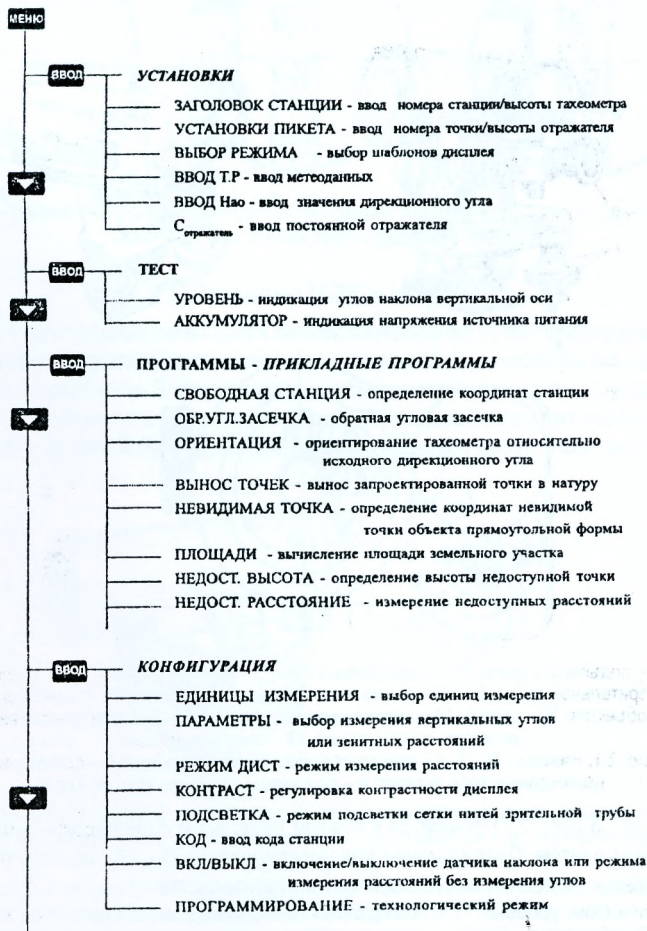 МЕНЮ
ВВОД УСТАНОВКИ
ЗАГОЛОВОК СТАНЦИИ - ввод номера станции/высоты тахеометра
УСТАНОВКИ ПИКЕТА - ввод номера точки/высоты отражателя
ВЫБОР РЕЖИМА - выбор шаблонов дисплея
ВВОД Т.Р - ввод метеоданных
ВВОД Нао - ввод значения дирекционного угла
Сотражатель - ввод постоянной отражателя
ВВОД ТЕСТ
УРОВЕНЬ - индикация углов наклона вертикальной оси
АККУМУЛЯТОР - индикация напряжения источника питания
ВВОД ПРОГРАММЫ - ПРИКЛАДНЫЕ ПРОГРАММЫ
СВОБОДНАЯ СТАНЦИЯ - определение координат станции
ОБР.УГЛ.ЗАСЕЧКА - обратная угловая засечка
ОРИЕНТАЦИЯ - ориентирование тахеометра относительно
исходного дирекционного угла
ВЫНОС ТОЧЕК - вынос запроектированной точки в натуру
НЕВИДИМАЯ ТОЧКА - определение координат невидимой
точки объекта прямоугольной формы
ПЛОЩАДИ - вычисление площади земельного участка
НЕДОСТ. ВЫСОТА - определение высоты недоступной точки
НЕДОСТ. РАССТОЯНИЕ - измерение недоступных расстояний
ВВОД КОНФИГУРАЦИЯ
ЕДИНИЦЫ ИЗМЕРЕНИЯ - выбор единиц измерения
ПАРАМЕТРЫ - выбор измерения вертикальных углов
или зенитных расстояний
РЕЖИМ ДИСТ - режим измерения расстояний
КОНТРАСТ - регулировка контрастности дисплея
ПОДСВЕТКА - режим подсветки сетки нитей зрительной трубы
КОД - ввод кода станции
ВКЛ/ВЫКЛ - включение/выключение датчика наклона или режима
измерения расстояний без измерения углов
ПРОГРАММИРОВАНИЕ - технологический режим